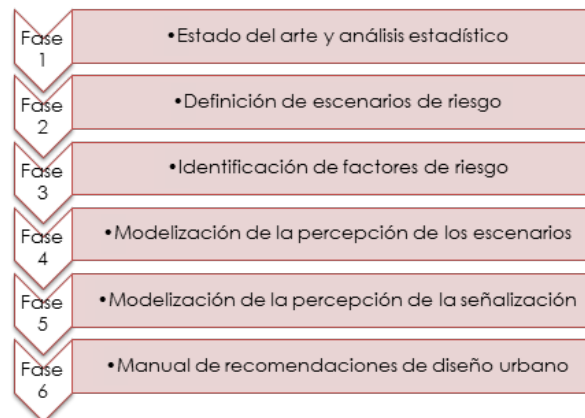 Fase
1
•Estado del arte y análisis estadístico
Fase
2
•Definición de escenarios de riesgo
Fase
3
•Identificación de factores de riesgo
Fase
4
•Modelización de la percepción de los escenarios
Fase
5
•Modelización de la percepción de la señalización
Fase
6
•Manual de recomendaciones de diseño urbano